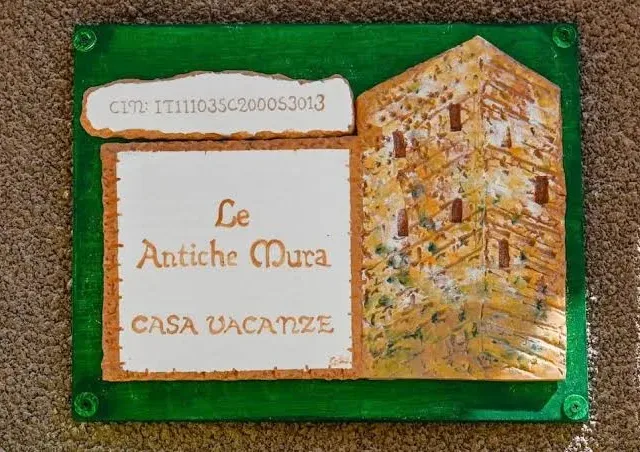 CIN: IT111035C200053013
Le
Antiche Mura
CASA VACANZE